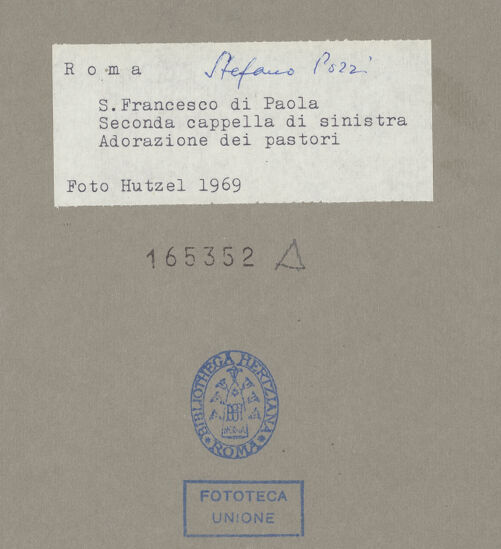 Roma Stefano Pozzi
S.Francesco di Paola
Seconda cappella di sinistra
Adorazione dei pastori
Foto Hutzel 1969
165352 Δ
BIBLIOTHECA HERTZIANA
ROMA
FOTOTECA
UNIONE